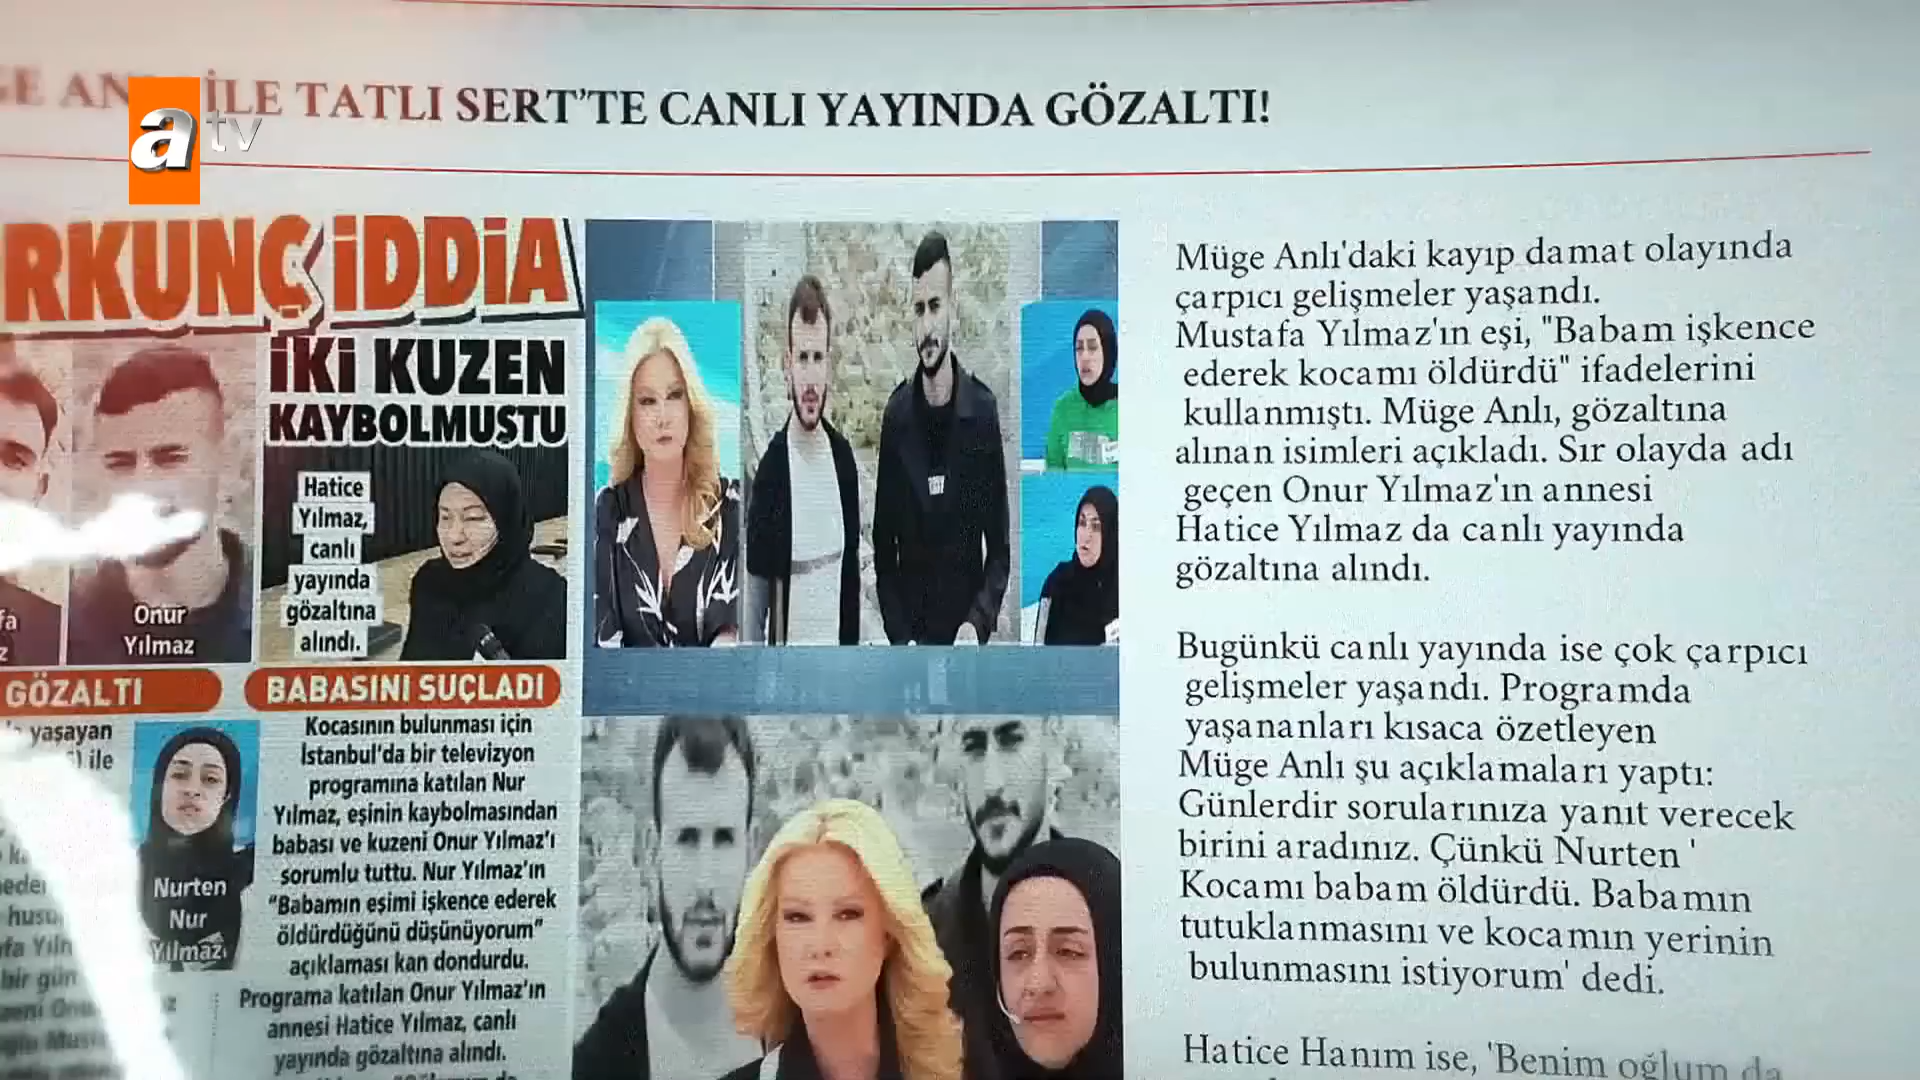 İLE TATLI SERT'TE CANLI YAYINDA GÖZALTI!
atv
RKUNÇ İDDİA
İKİ KUZEN
KAYBOLMUŞTU
Hatice
Yılmaz,
canlı
yayında
gözaltına
alındı.
Onur
Yılmaz
GÖZALTI
yaşayan
ile
Nurten
Nur
Yılmaz
BABASINI SUÇLADI
Kocasının bulunması için
İstanbul'da bir televizyon
programına katılan Nur
Yılmaz, eşinin kaybolmasından
babası ve kuzeni Onur Yılmaz'ı
sorumlu tuttu. Nur Yılmaz'ın
"Babamın eşimi işkence ederek
öldürdüğünü düşünüyorum"
açıklaması kan dondurdu.
Programa katılan Onur Yılmaz'ın
annesi Hatice Yılmaz, canlı
yayında gözaltına alındı.
Müge Anlı'daki kayıp damat olayında
çarpıcı gelişmeler yaşandı.
Mustafa Yılmaz'ın eşi, "Babam işkence
ederek kocamı öldürdü" ifadelerini
kullanmıştı. Müge Anlı, gözaltına
alınan isimleri açıkladı. Sır olayda adı
geçen Onur Yılmaz'ın annesi
Hatice Yılmaz da canlı yayında
gözaltına alındı.
Bugünkü canlı yayında ise çok çarpıcı
gelişmeler yaşandı. Programda
yaşananları kısaca özetleyen
Müge Anlı şu açıklamaları yaptı:
Günlerdir sorularınıza yanıt verecek
birini aradınız. Çünkü Nurten '
Kocamı babam öldürdü. Babamın
tutuklanmasını ve kocamın yerinin
bulunmasını istiyorum' dedi.
Hatice Hanım ise, 'Benim oğlum da